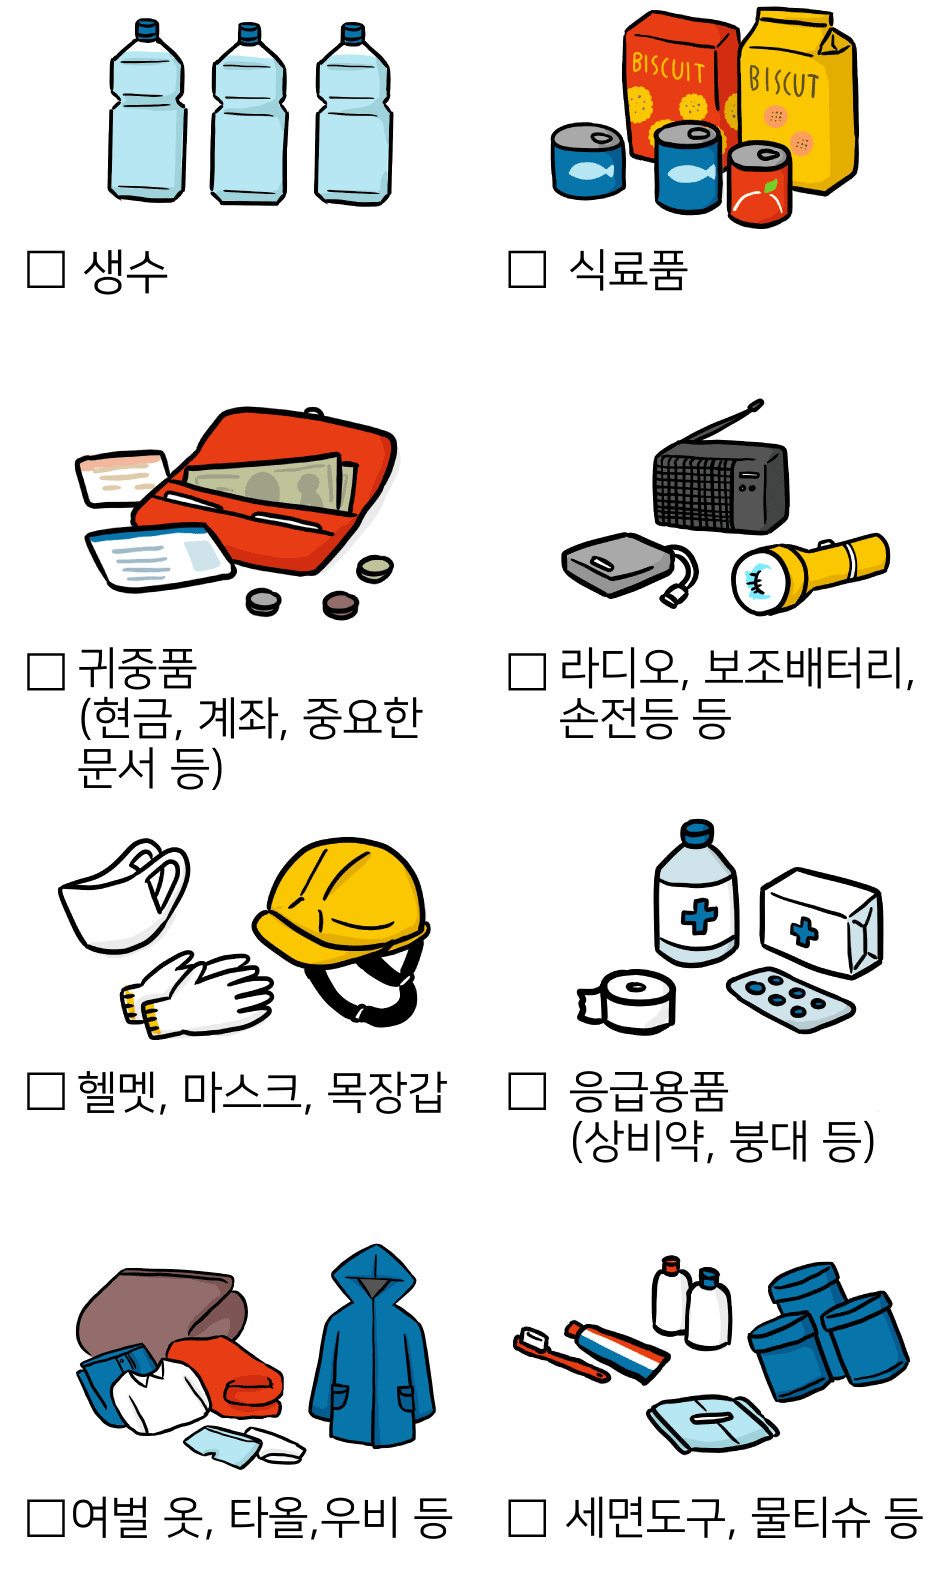 BISCUIT
BISCUT
□ 생수
□ 식료품
□ 귀중품
(현금, 계좌, 중요한
문서 등)
□ 라디오, 보조배터리,
손전등 등
□ 헬멧, 마스크, 목장갑
□ 응급용품
(상비약, 붕대 등)
□여벌 옷, 타올,우비 등
□ 세면도구, 물티슈 등